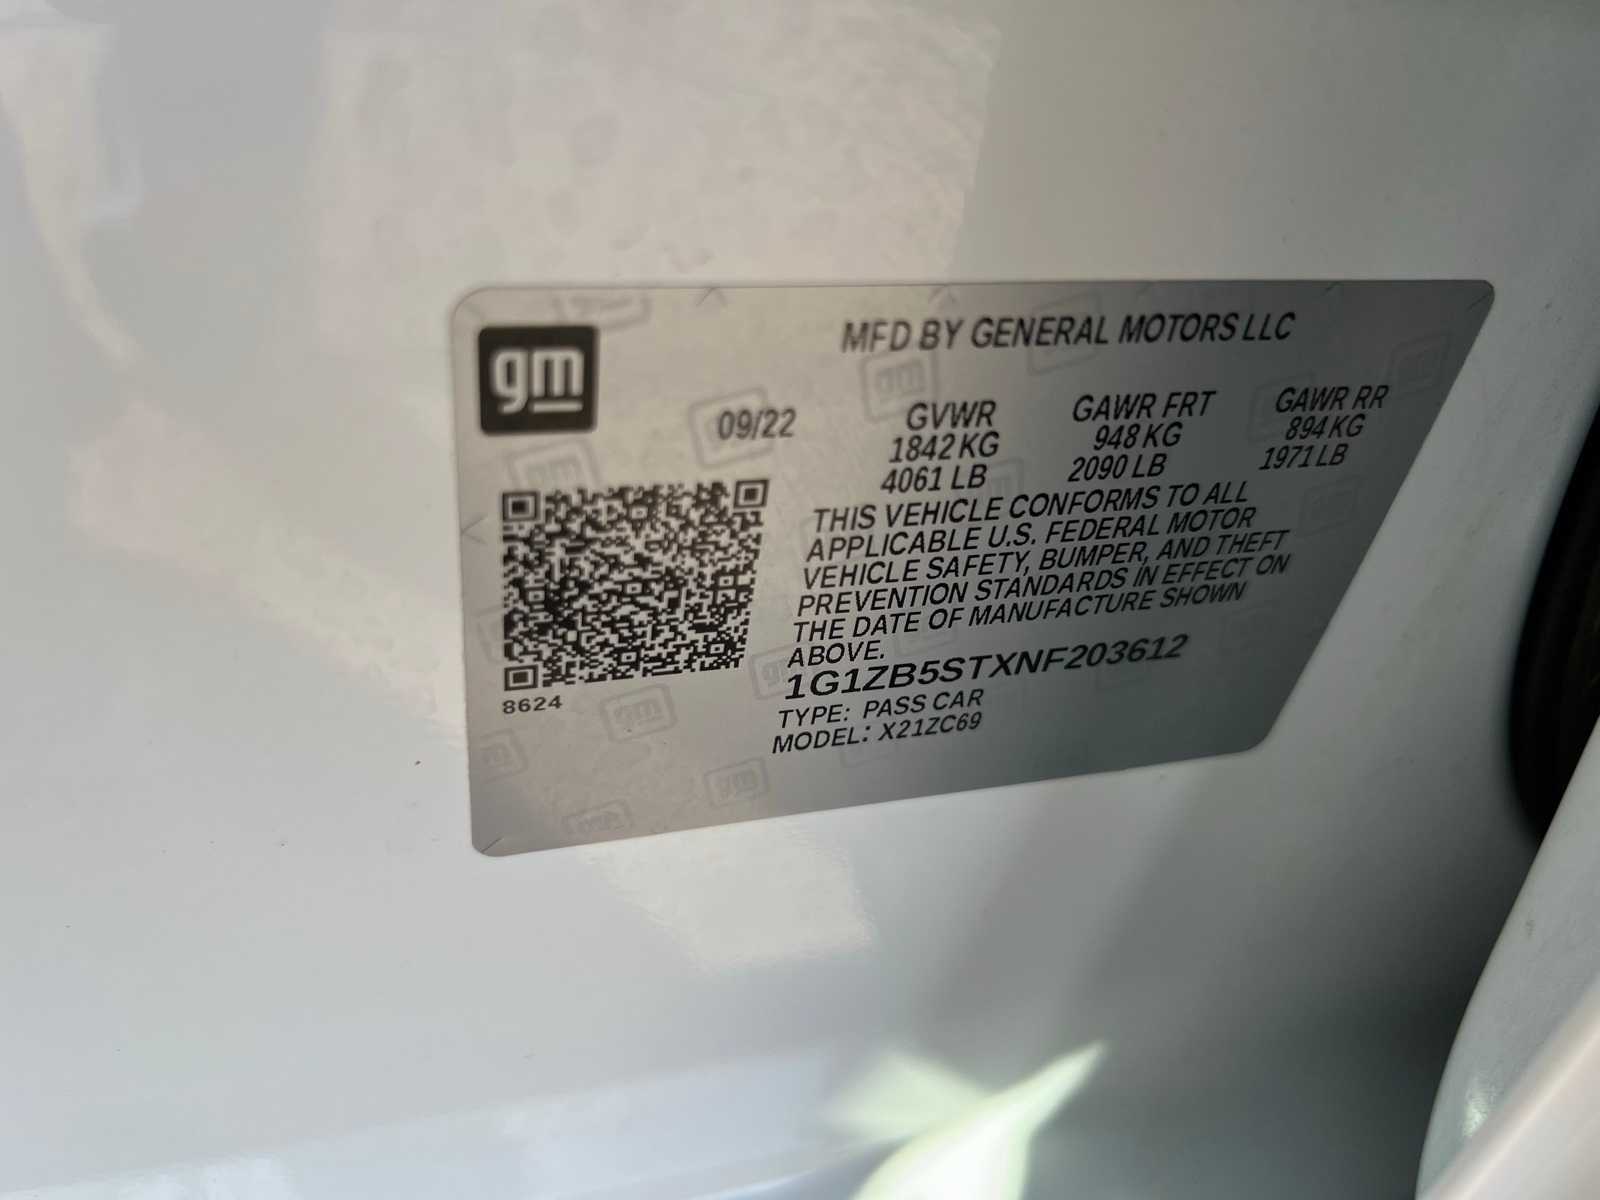 gm
MFD BY GENERAL MOTORS LLC
09/22 GVWR GAWR FRT GAWR RR
1842 KG 948 KG 894 KG
4061 LB 2090 LB 1971 LB
THIS VEHICLE CONFORMS TO ALL
APPLICABLE U.S. FEDERAL MOTOR
VEHICLE SAFETY, BUMPER, AND THEFT
PREVENTION STANDARDS IN EFFECT ON
THE DATE OF MANUFACTURE SHOWN
ABOVE.
1G1ZB5STXNF203612
TYPE: PASS CAR
MODEL: X21ZC69
8624